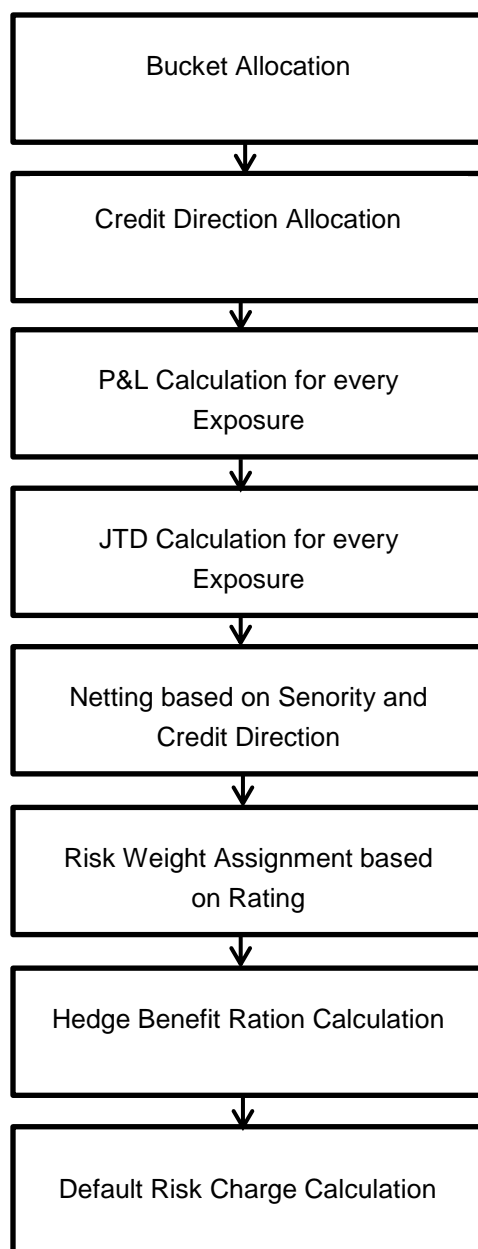 Bucket Allocation
Credit Direction Allocation
P&L Calculation for every
Exposure
JTD Calculation for every
Exposure
Netting based on Senority and
Credit Direction
Risk Weight Assignment based
on Rating
Hedge Benefit Ration Calculation
Default Risk Charge Calculation